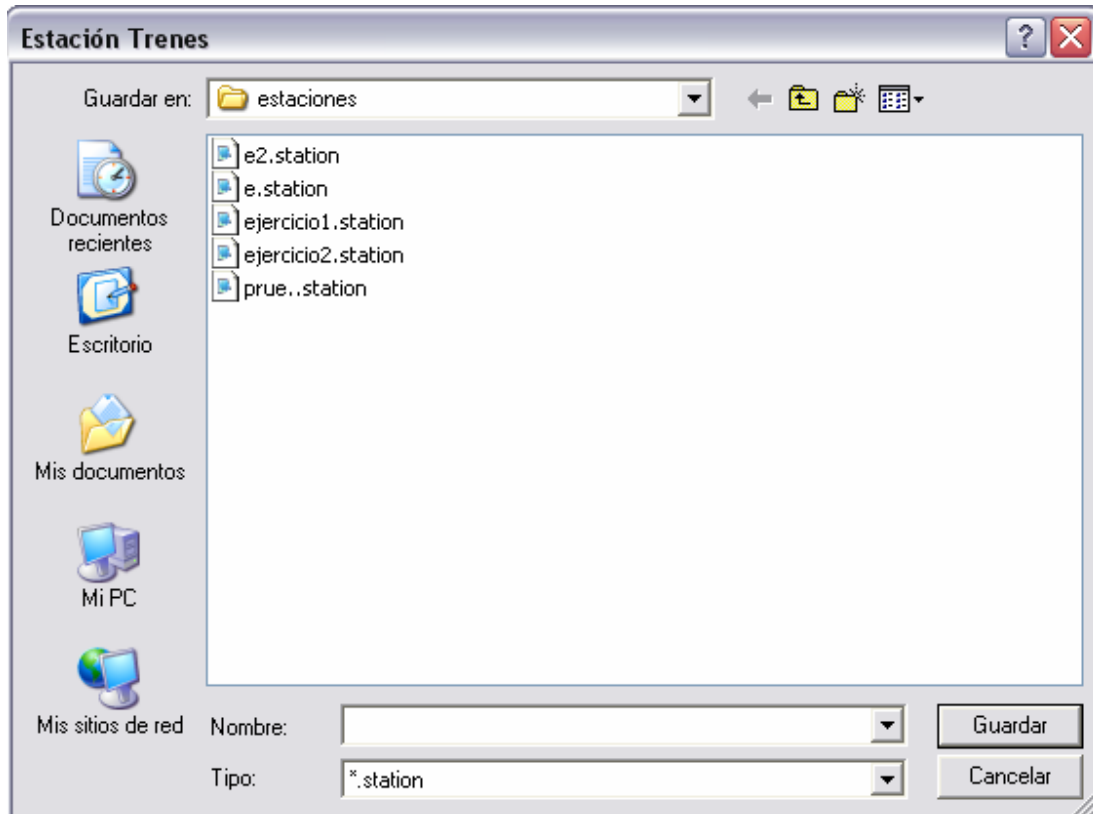 Estación Trenes
Guardar en:
estaciones
Documentos
recientes
Escritorio
Mis documentos
Mi PC
Mis sitios de red
e2.station
e.station
ejercicio1.station
ejercicio2.station
prue..station
Nombre:
Guardar
Tipo:
*.station
Cancelar